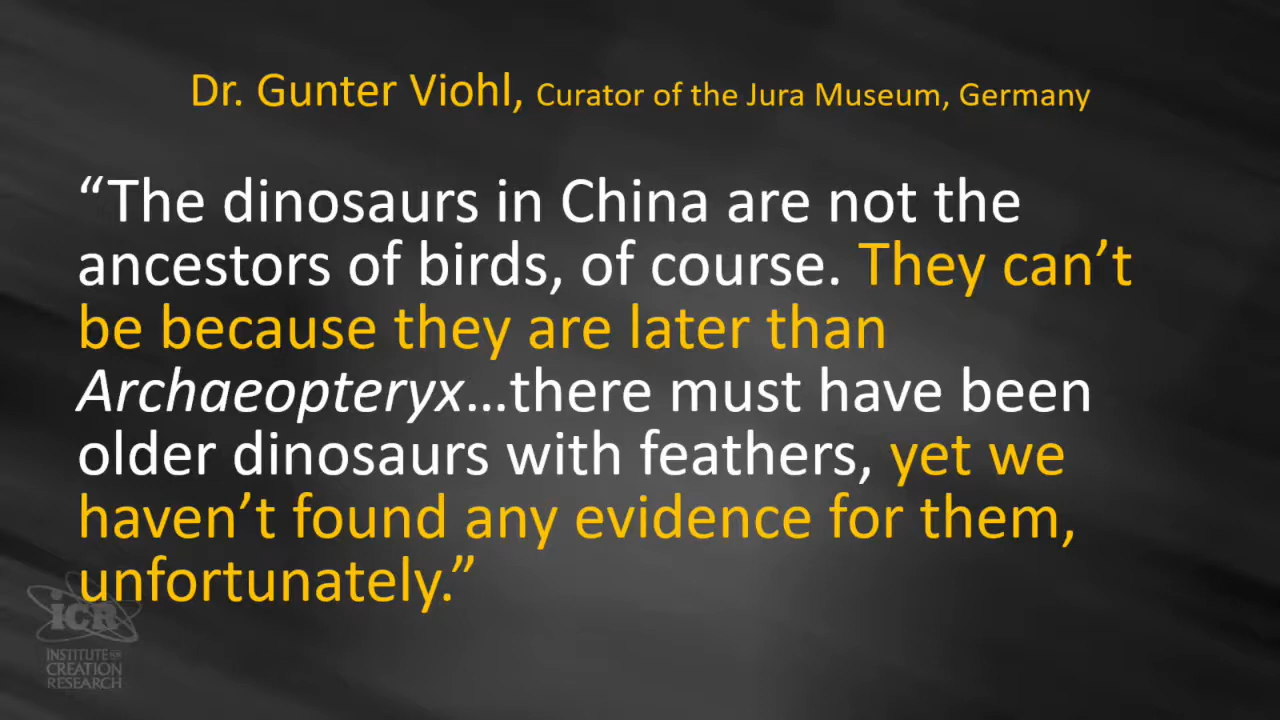 Dr. Gunter Viohl, Curator of the Jura Museum, Germany
“The dinosaurs in China are not the
ancestors of birds, of course. They can’t
be because they are later than
Archaeopteryx…there must have been
older dinosaurs with feathers, yet we
haven’t found any evidence for them,
unfortunately.”
iCR
INSTITUTE FOR
CREATION
RESEARCH